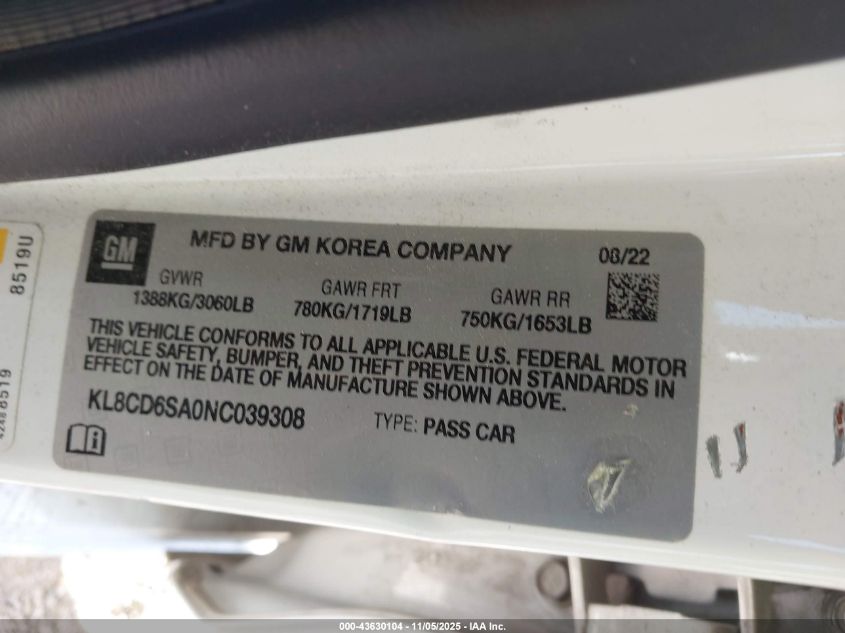 GM
MFD BY GM KOREA COMPANY
06/22
GVWR
1388KG/3060LB
GAWR FRT
780KG/1719LB
GAWR RR
750KG/1653LB
THIS VEHICLE CONFORMS TO ALL APPLICABLE U.S. FEDERAL MOTOR
VEHICLE SAFETY, BUMPER, AND THEFT PREVENTION STANDARDS IN
EFFECT ON THE DATE OF MANUFACTURE SHOWN ABOVE.
KL8CD6SA0NC039308
TYPE: PASS CAR
8519U
42488519
000-43630104 - 11/05/2025 - IAA Inc.